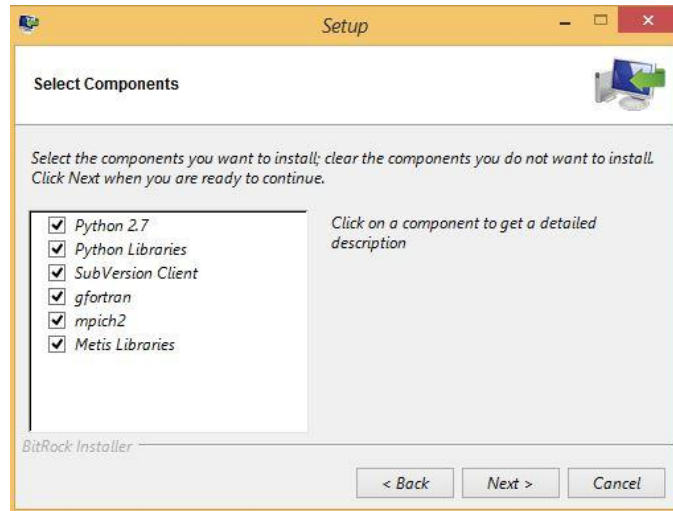 Setup
Select Components
Select the components you want to install; clear the components you do not want to install.
Click Next when you are ready to continue.
Python 2.7
Python Libraries
SubVersion Client
gfortran
mpich2
Metis Libraries
Click on a component to get a detailed
description
BitRock Installer
< Back
Next >
Cancel